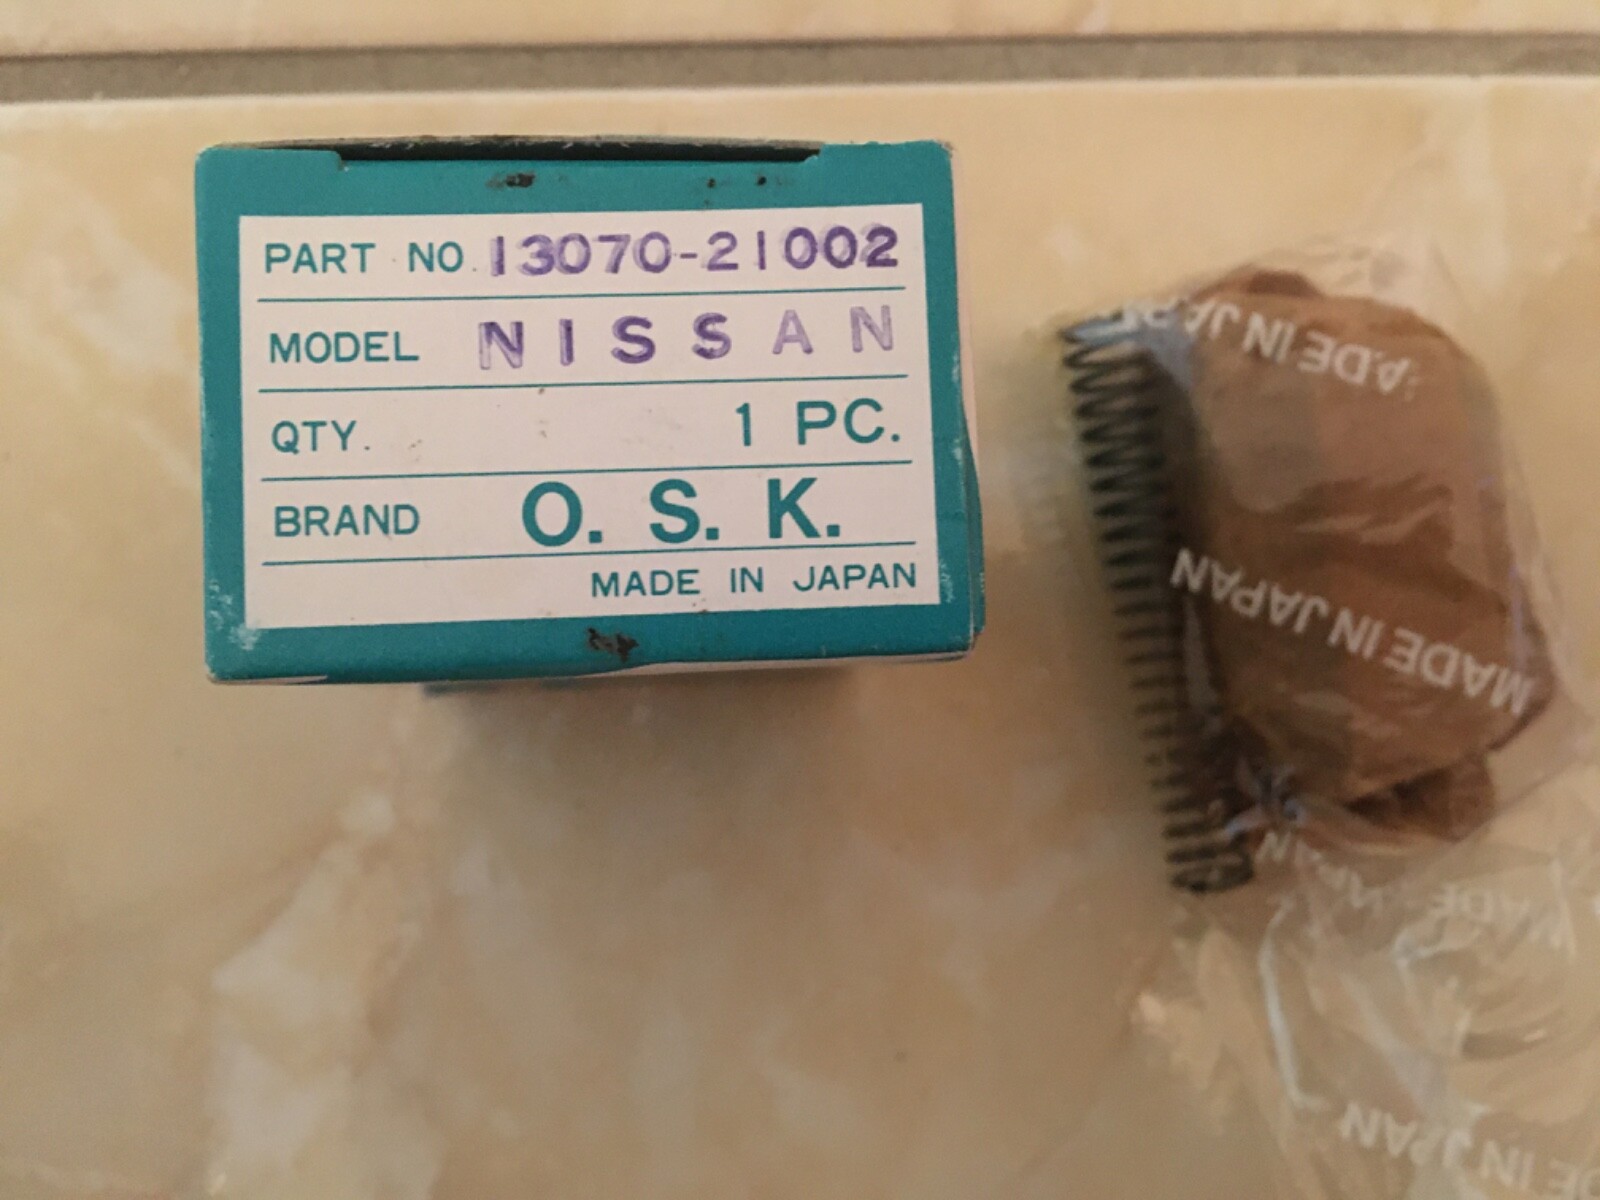 PART NO. 13070-21002
MODEL NISSAN
QTY. 1 PC.
BRAND O. S. K.
MADE IN JAPAN
MADE IN JAPAN
MADE IN JAPAN